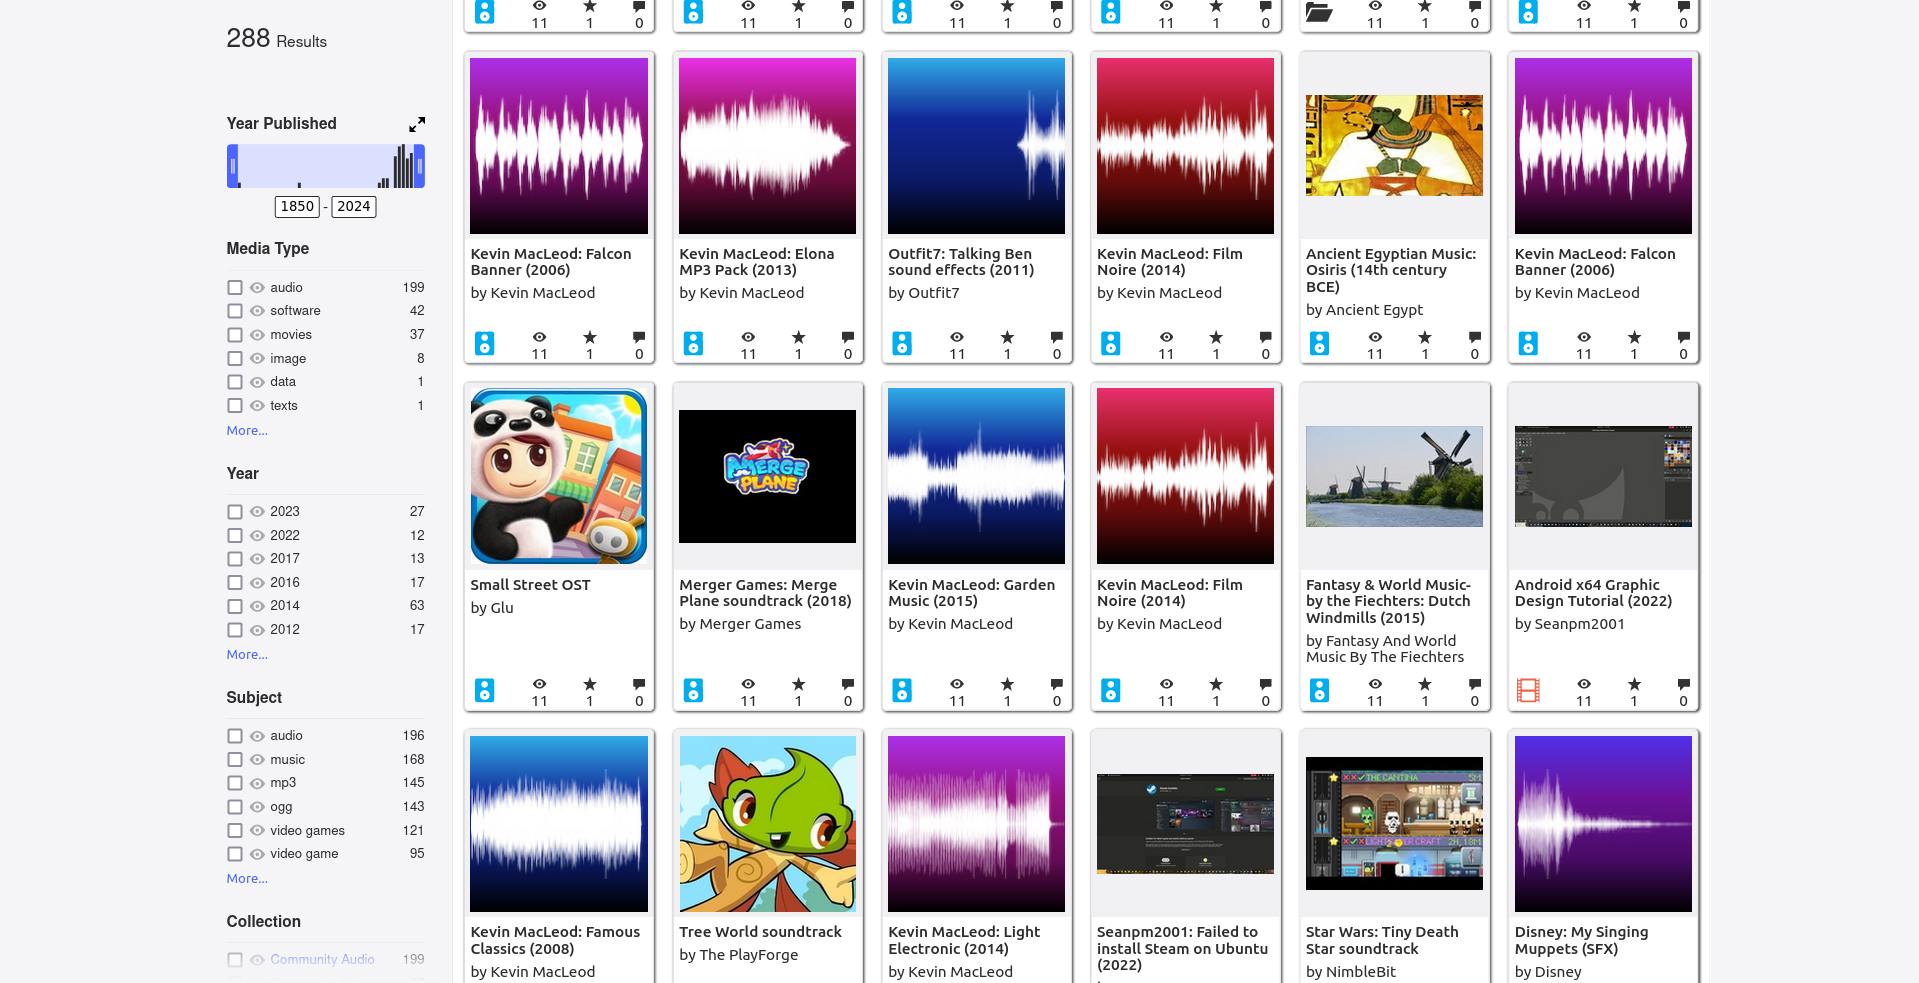 288 Results
Year Published
1850 - 2024
Media Type
audio 199
software 42
movies 37
image 8
data 1
texts 1
More...
Year
2023 27
2022 12
2017 13
2016 17
2014 63
2012 17
More...
Subject
audio 196
music 168
mp3 145
ogg 143
video games 121
video game 95
More...
Collection
Community Audio 199
11 1 0
11 1 0
11 1 0
11 1 0
11 1 0
11 1 0
Kevin MacLeod: Falcon
Banner (2006)
by Kevin MacLeod
11 1 0
Kevin MacLeod: Elona
MP3 Pack (2013)
by Kevin MacLeod
11 1 0
Outfit7: Talking Ben
sound effects (2011)
by Outfit7
11 1 0
Kevin MacLeod: Film
Noire (2014)
by Kevin MacLeod
11 1 0
Ancient Egyptian Music:
Osiris (14th century
BCE)
by Ancient Egypt
11 1 0
Kevin MacLeod: Falcon
Banner (2006)
by Kevin MacLeod
11 1 0
Small Street OST
by Glu
11 1 0
MERGE
PLANE
Merger Games: Merge
Plane soundtrack (2018)
by Merger Games
11 1 0
Kevin MacLeod: Garden
Music (2015)
by Kevin MacLeod
11 1 0
Kevin MacLeod: Film
Noire (2014)
by Kevin MacLeod
11 1 0
Fantasy & World Music-
by the Fiechters: Dutch
Windmills (2015)
by Fantasy And World
Music By The Fiechters
11 1 0
Android x64 Graphic
Design Tutorial (2022)
by Seanpm2001
11 1 0
Kevin MacLeod: Famous
Classics (2008)
by Kevin MacLeod
Tree World soundtrack
by The PlayForge
Kevin MacLeod: Light
Electronic (2014)
by Kevin MacLeod
Seanpm2001: Failed to
install Steam on Ubuntu
(2022)
THE CANTINA 5M
2H, 18M
Star Wars: Tiny Death
Star soundtrack
by NimbleBit
Disney: My Singing
Muppets (SFX)
by Disney